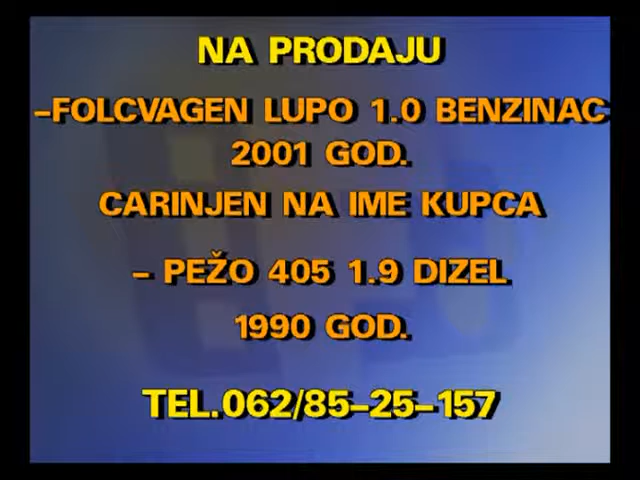 NA PRODAJU
-FOLCVAGEN LUPO 1.0 BENZINAC
2001 GOD.
CARINJEN NA IME KUPCA
- PEŽO 405 1.9 DIZEL
1990 GOD.
TEL.062/85-25-157